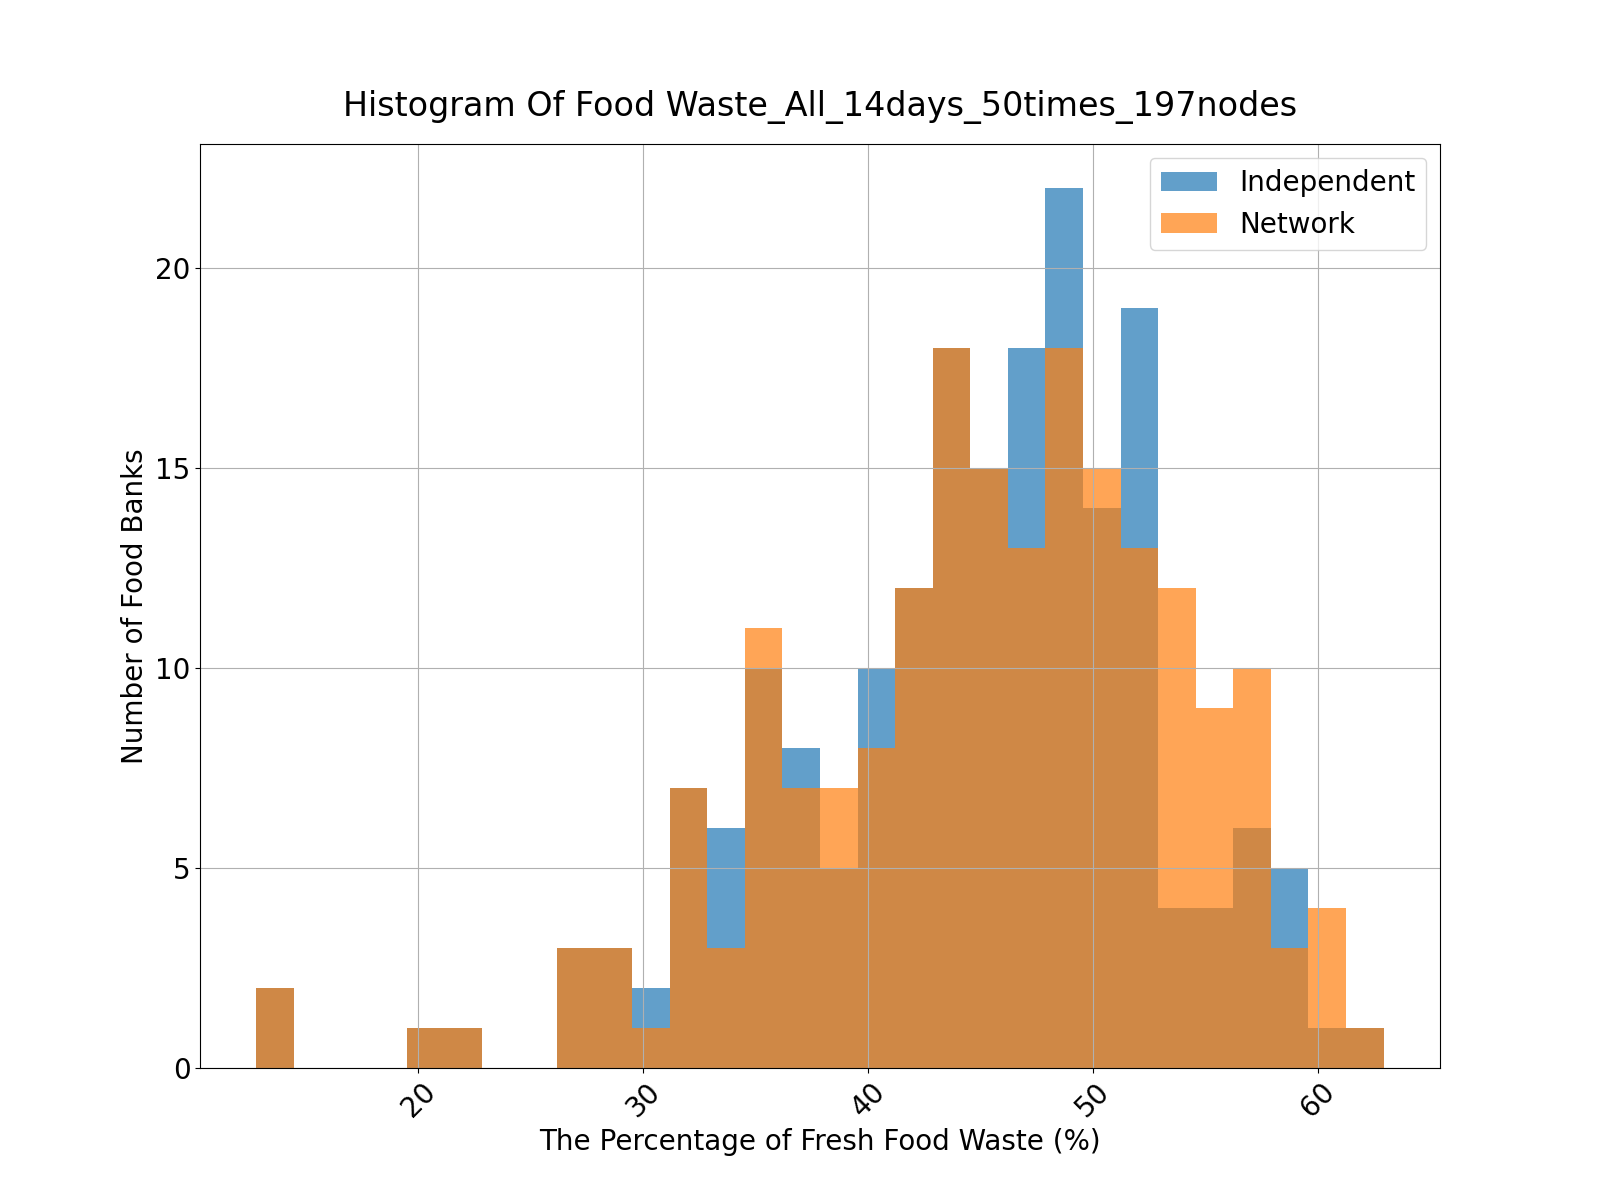 Histogram Of Food Waste_All_14days_50times_197nodes
Independent
Network
Number of Food Banks
20
15
10
5
0
20 30 40 50 60
The Percentage of Fresh Food Waste (%)